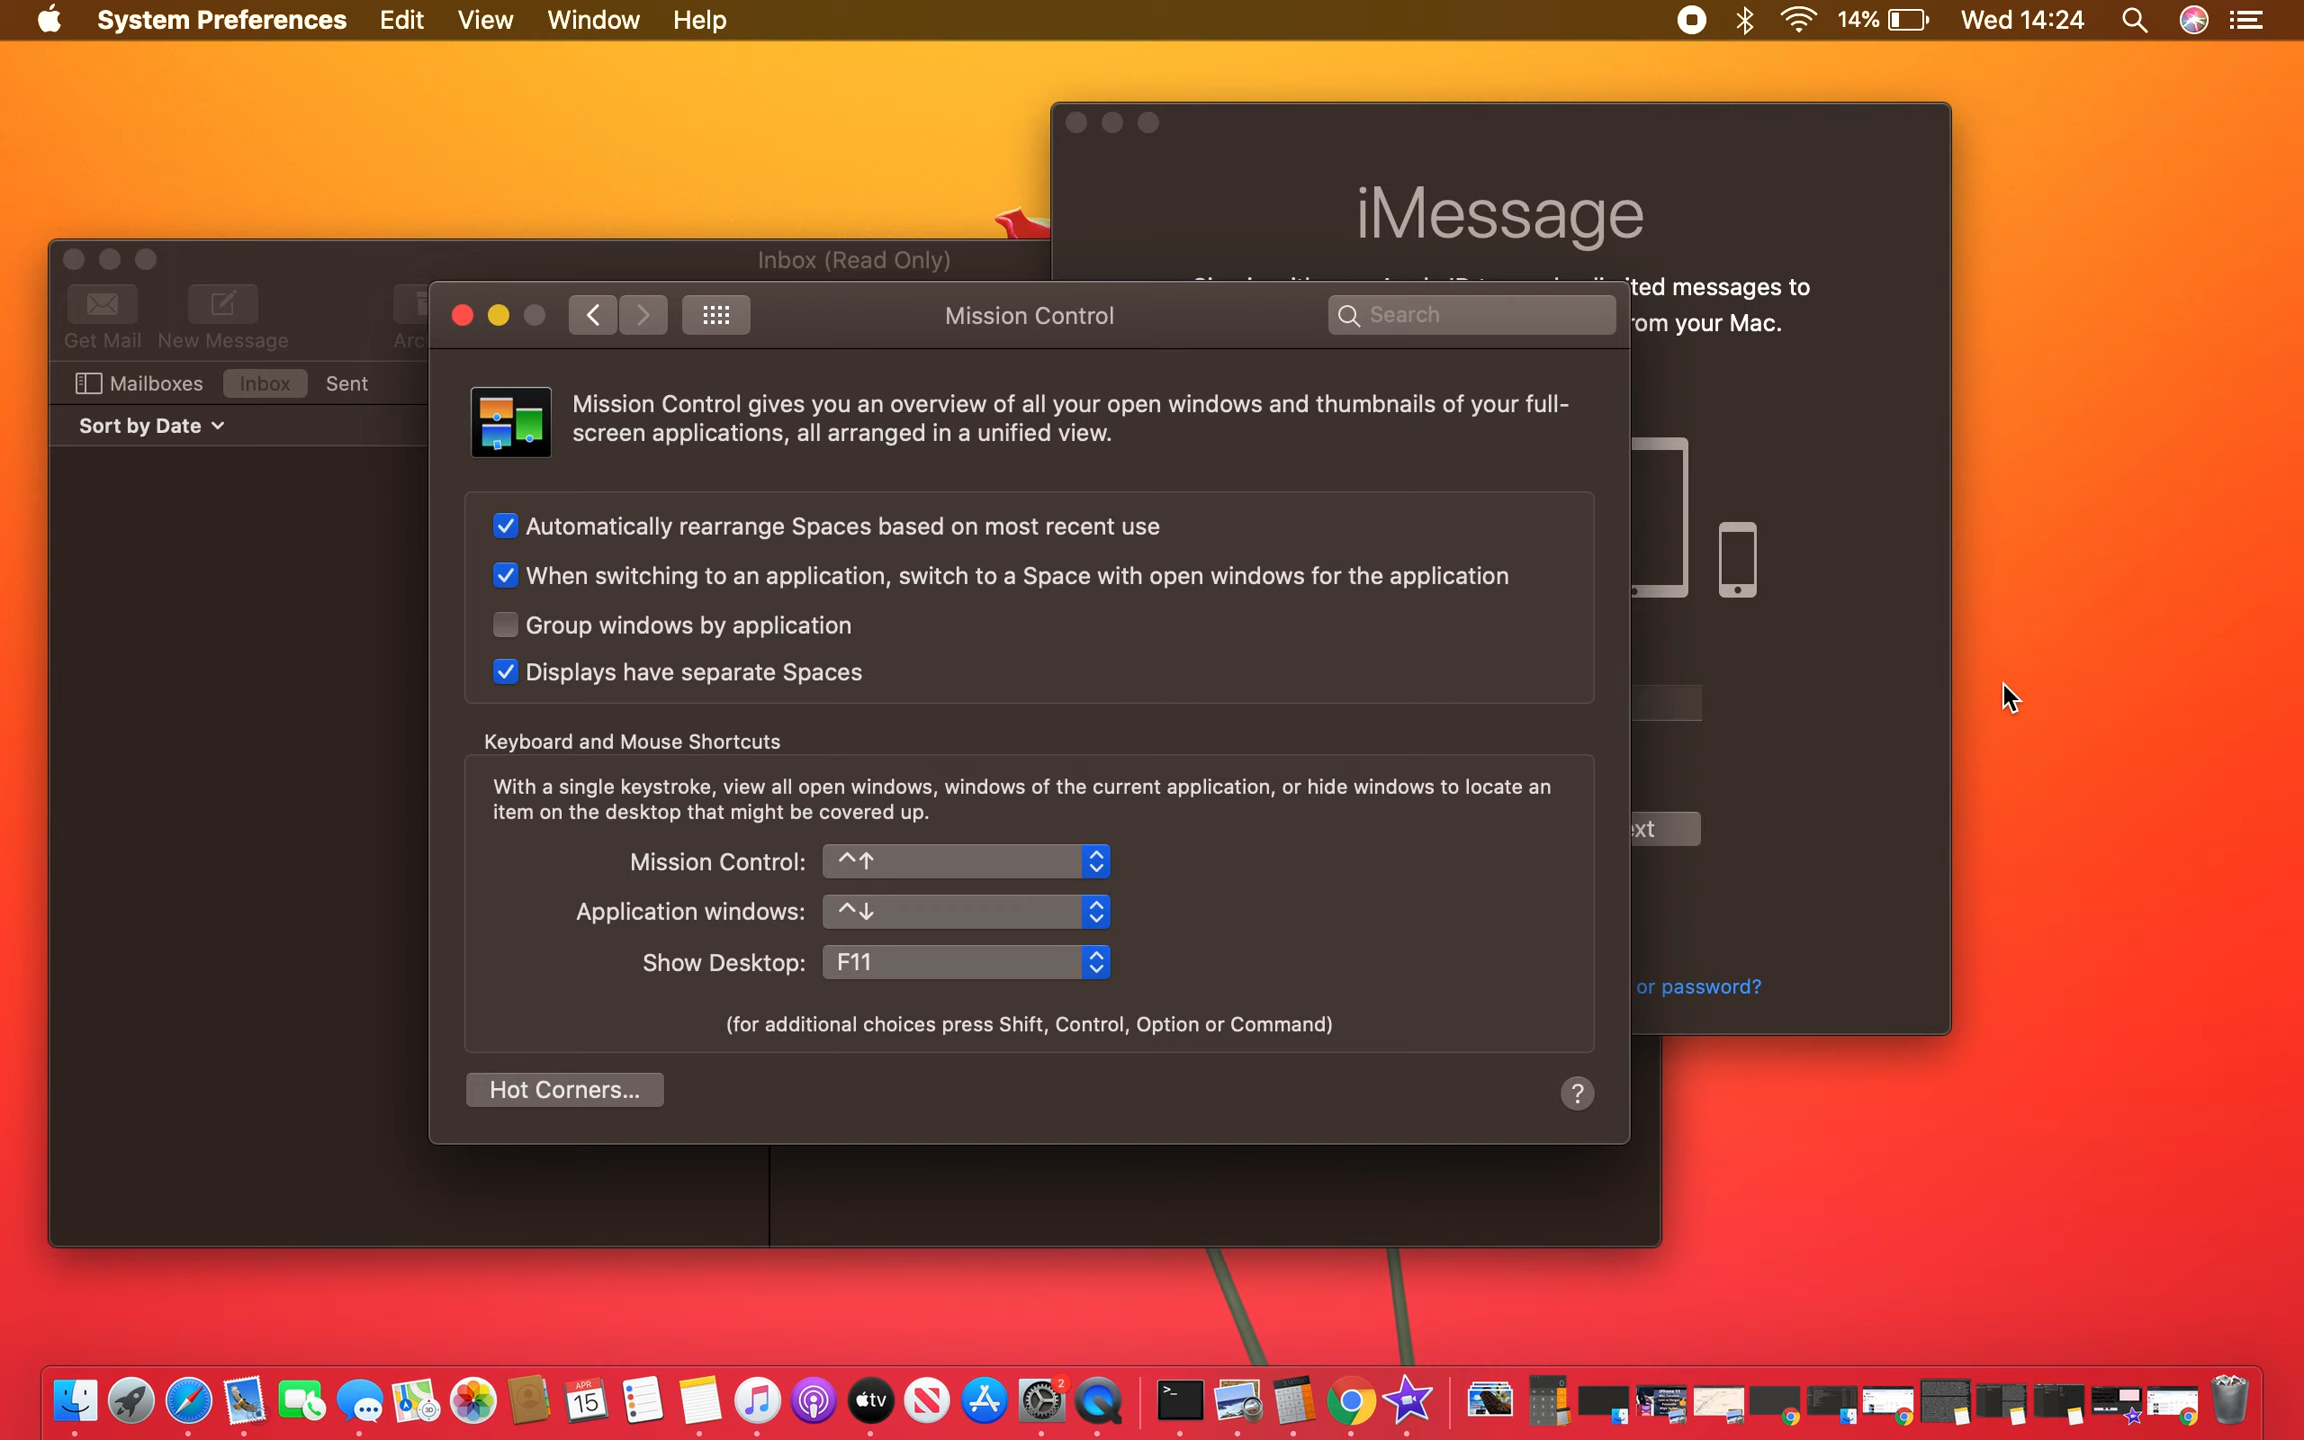 System Preferences Edit View Window Help
14% Wed 14:24
iMessage
ted messages to
rom your Mac.
Inbox (Read Only)
Get Mail New Message Arc
Mailboxes Inbox Sent
Sort by Date
Mission Control
Search
Mission Control gives you an overview of all your open windows and thumbnails of your full-
screen applications, all arranged in a unified view.
Automatically rearrange Spaces based on most recent use
When switching to an application, switch to a Space with open windows for the application
Group windows by application
Displays have separate Spaces
Keyboard and Mouse Shortcuts
With a single keystroke, view all open windows, windows of the current application, or hide windows to locate an
item on the desktop that might be covered up.
Mission Control: ^↑
Application windows: ^↓
Show Desktop: F11
(for additional choices press Shift, Control, Option or Command)
Hot Corners...
?
ext
or password?
APR
15
tv
2